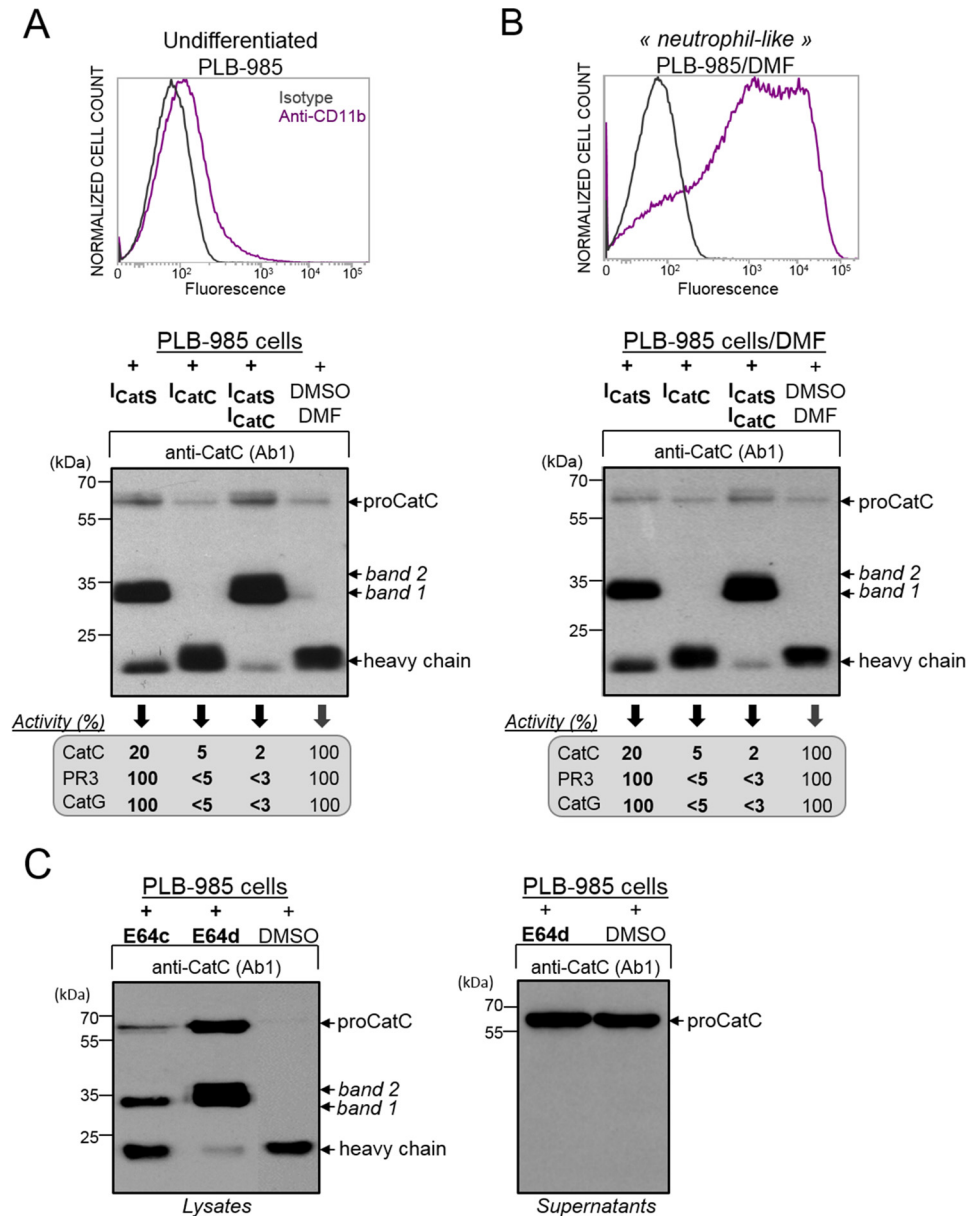 A
Undifferentiated
PLB-985
Isotype
Anti-CD11b
NORMALIZED CELL COUNT
0 10² 10³ 10⁴ 10⁵
Fluorescence
PLB-985 cells
+ + + +
ICatS ICatC ICatS DMSO
ICatC DMF
anti-CatC (Ab1)
(kDa)
70
proCatC
55
35
band 2
band 1
25
heavy chain
Activity (%)
CatC 20 5 2 100
PR3 100 <5 <3 100
CatG 100 <5 <3 100
B
« neutrophil-like »
PLB-985/DMF
NORMALIZED CELL COUNT
0 10² 10³ 10⁴ 10⁵
Fluorescence
PLB-985 cells/DMF
+ + + +
ICatS ICatC ICatS DMSO
ICatC DMF
anti-CatC (Ab1)
(kDa)
70
proCatC
55
35
band 2
band 1
25
heavy chain
Activity (%)
CatC 20 5 2 100
PR3 100 <5 <3 100
CatG 100 <5 <3 100
C
PLB-985 cells
+ + +
E64c E64d DMSO
anti-CatC (Ab1)
(kDa)
70
proCatC
55
35
band 2
band 1
25
heavy chain
Lysates
PLB-985 cells
+ +
E64d DMSO
anti-CatC (Ab1)
(kDa)
70
proCatC
55
Supernatants